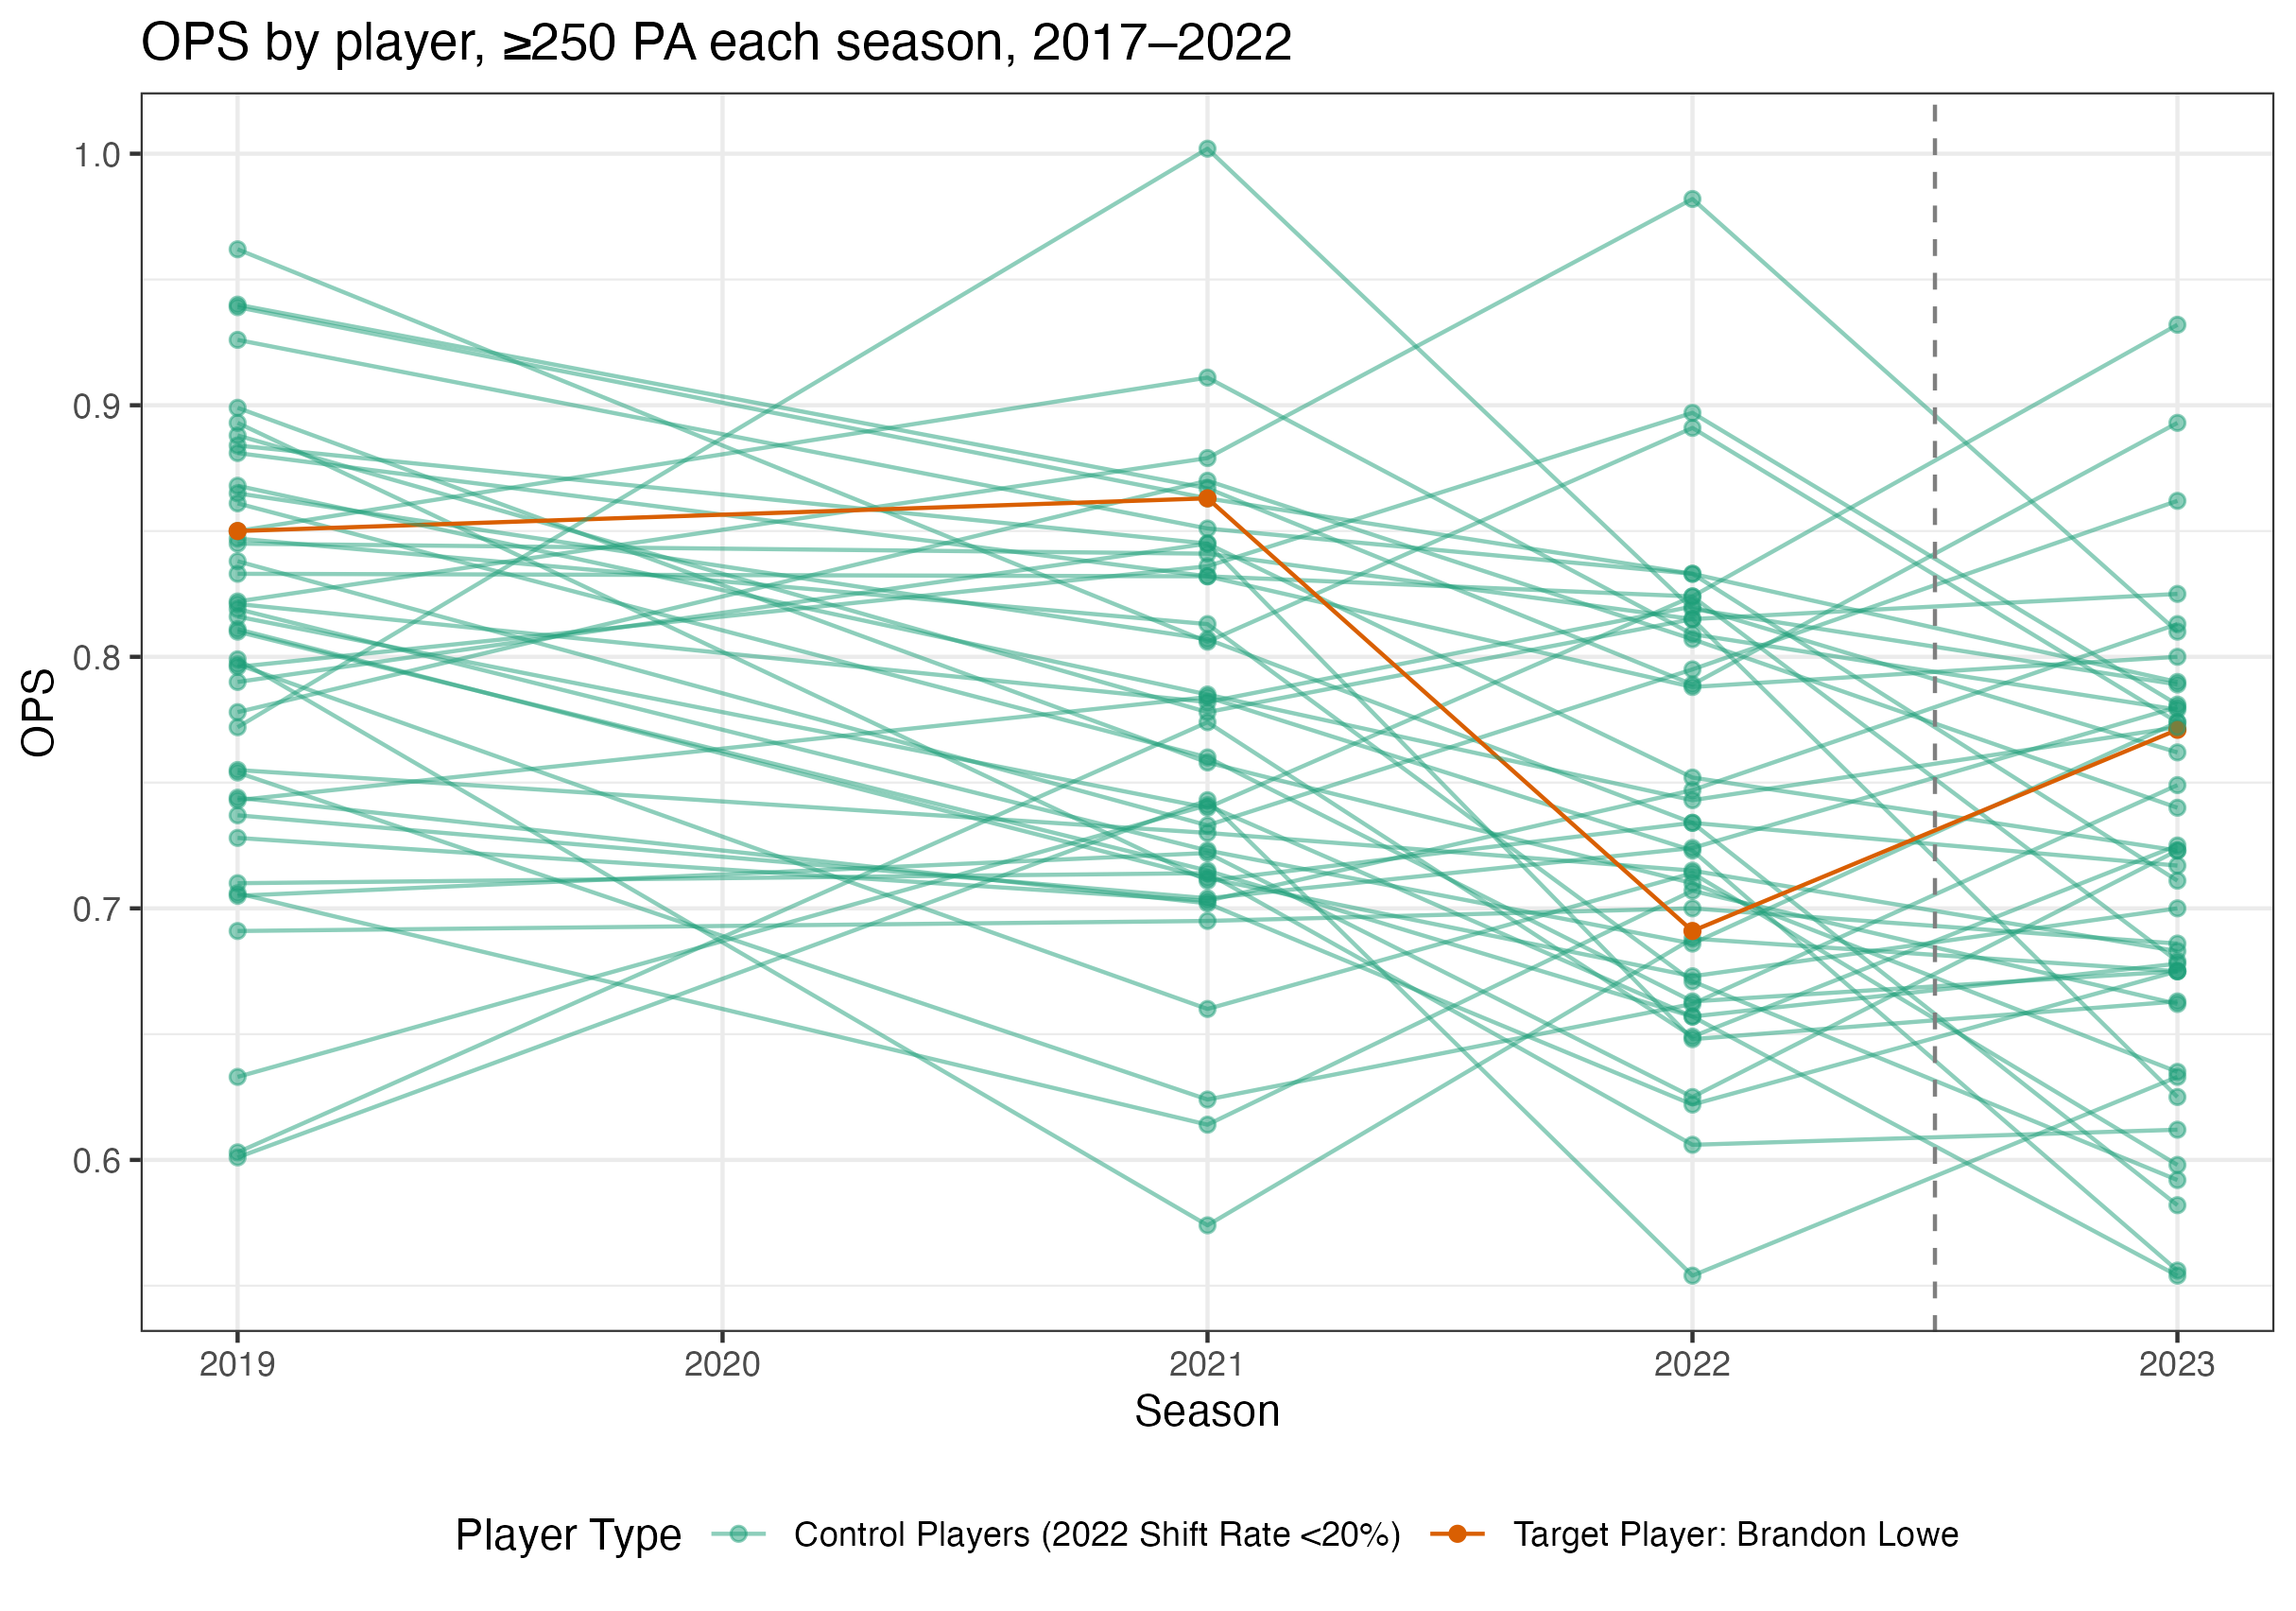 OPS by player, ≥250 PA each season, 2017–2022
OPS
1.0
0.9
0.8
0.7
0.6
2019 2020 2021 2022 2023
Season
Player Type Control Players (2022 Shift Rate <20%) Target Player: Brandon Lowe